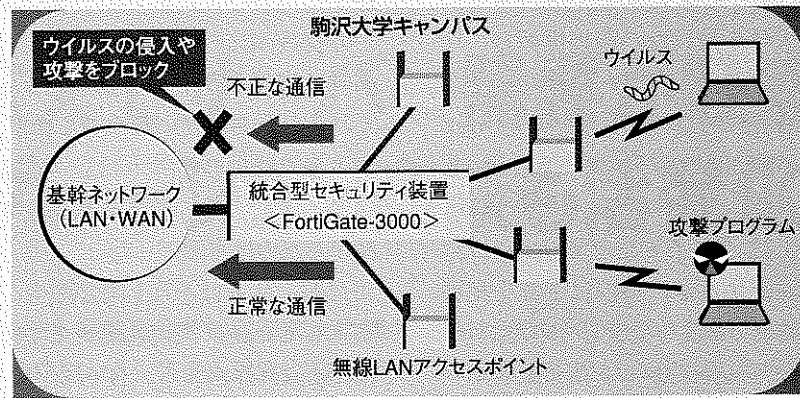 駒沢大学キャンパス
ウイルスの侵入や
攻撃をブロック
不正な通信
ウイルス
基幹ネットワーク
(LAN・WAN)
統合型セキュリティ装置
<FortiGate-3000>
攻撃プログラム
正常な通信
無線LANアクセスポイント